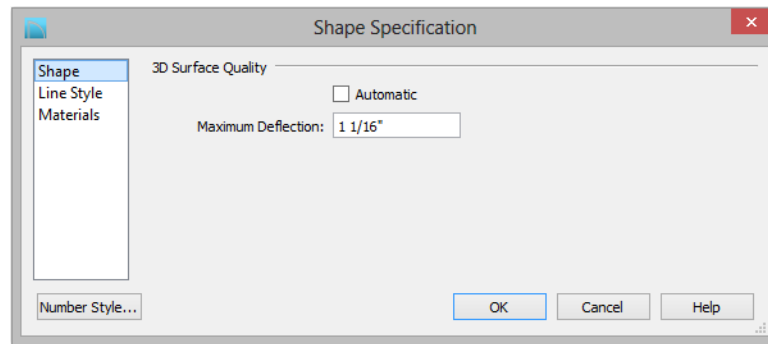 Shape Specification
Shape
Line Style
Materials
3D Surface Quality
Automatic
Maximum Deflection: 1 1/16"
Number Style...
OK Cancel Help